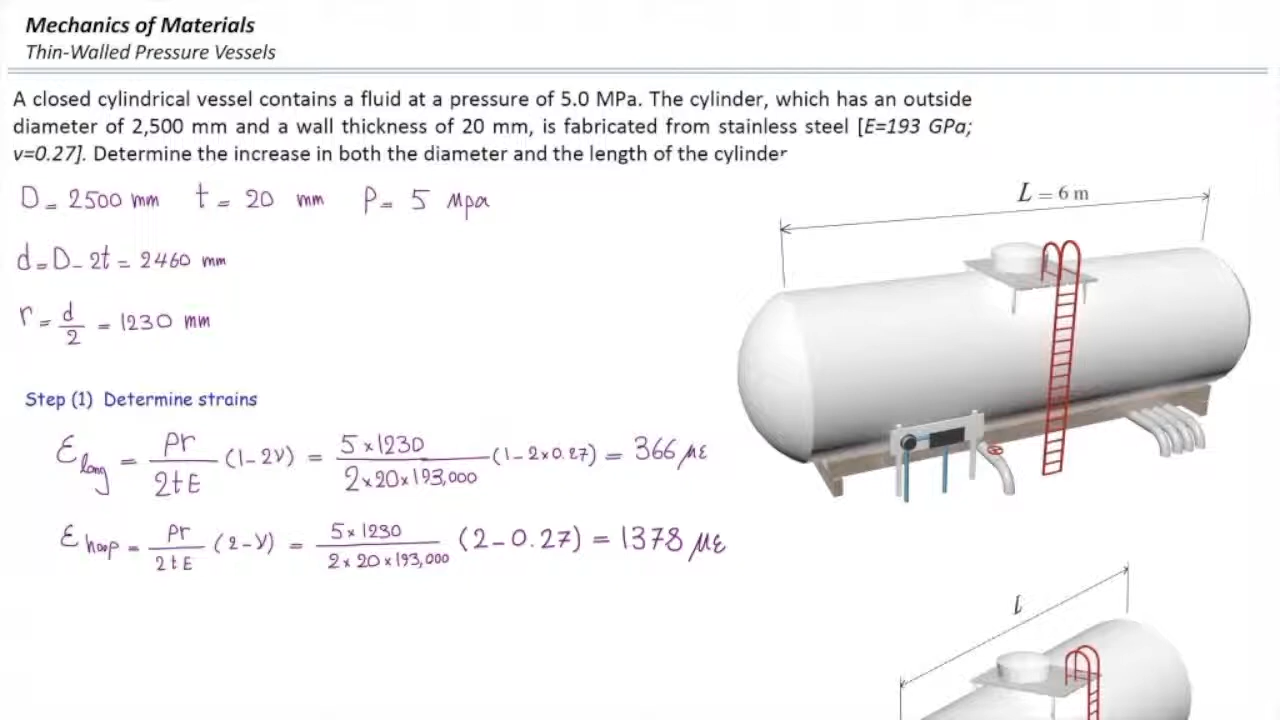 Mechanics of Materials
Thin-Walled Pressure Vessels
A closed cylindrical vessel contains a fluid at a pressure of 5.0 MPa. The cylinder, which has an outside
diameter of 2,500 mm and a wall thickness of 20 mm, is fabricated from stainless steel [E=193 GPa;
ν=0.27]. Determine the increase in both the diameter and the length of the cylinder
D = 2500 mm t = 20 mm P = 5 Mpa
L = 6 m
d = D - 2t = 2460 mm
r = d/2 = 1230 mm
Step (1) Determine strains
ε long = Pr/2tE (1-2ν) = 5×1230/2×20×193,000 (1-2×0.27) = 366 με
ε hoop = Pr/2tE (2-ν) = 5×1230/2×20×193,000 (2-0.27) = 1378 με
L